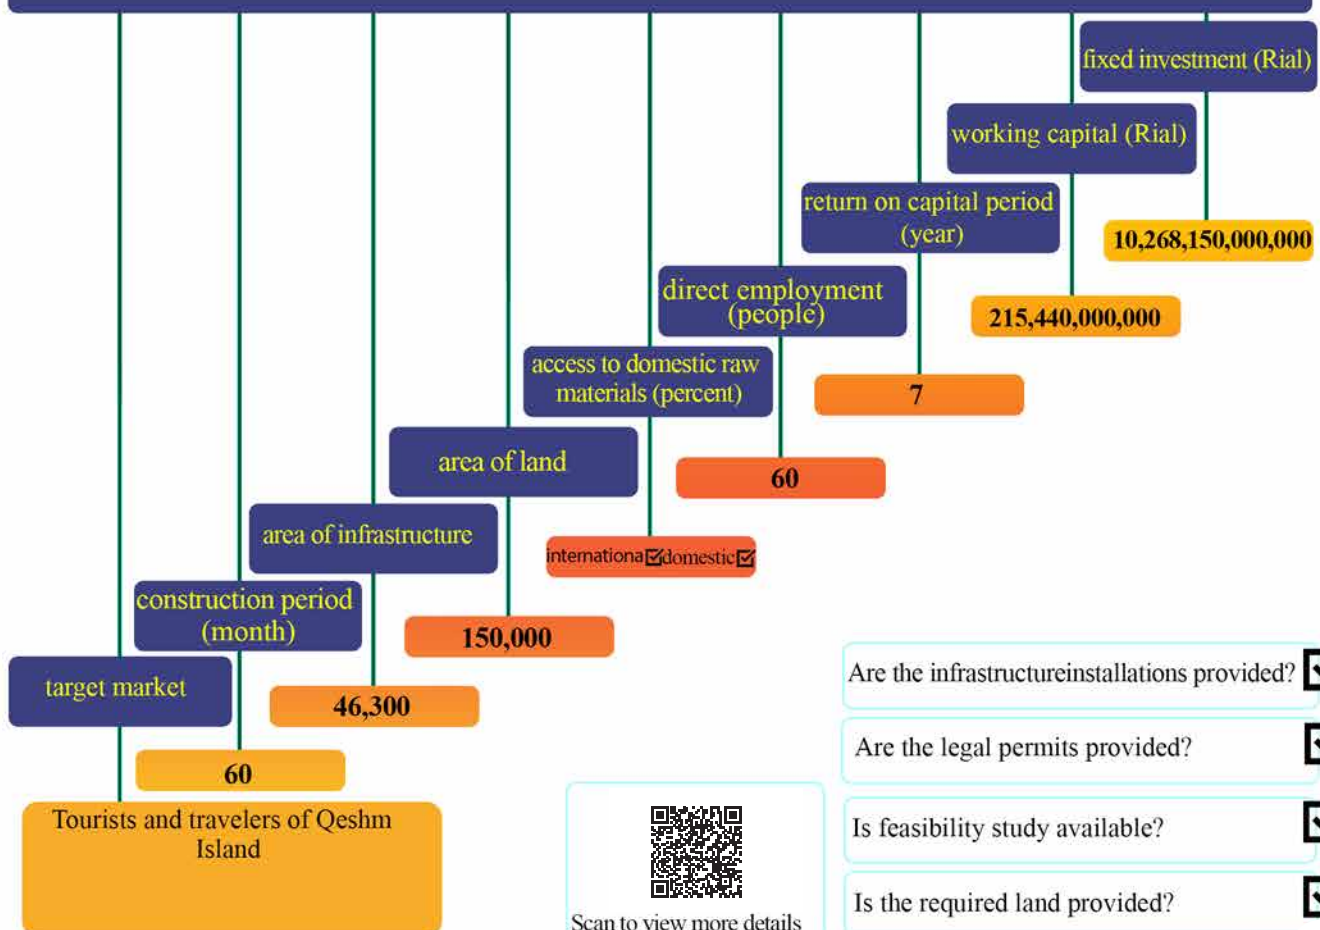 fixed investment (Rial)
10,268,150,000,000
working capital (Rial)
215,440,000,000
return on capital period
(year)
7
direct employment
(people)
60
access to domestic raw
materials (percent)
internationa☑domestic☑
area of land
150,000
area of infrastructure
46,300
construction period
(month)
60
target market
Tourists and travelers of Qeshm
Island
Scan to view more details
Are the infrastructureinstallations provided?
Are the legal permits provided?
Is feasibility study available?
Is the required land provided?